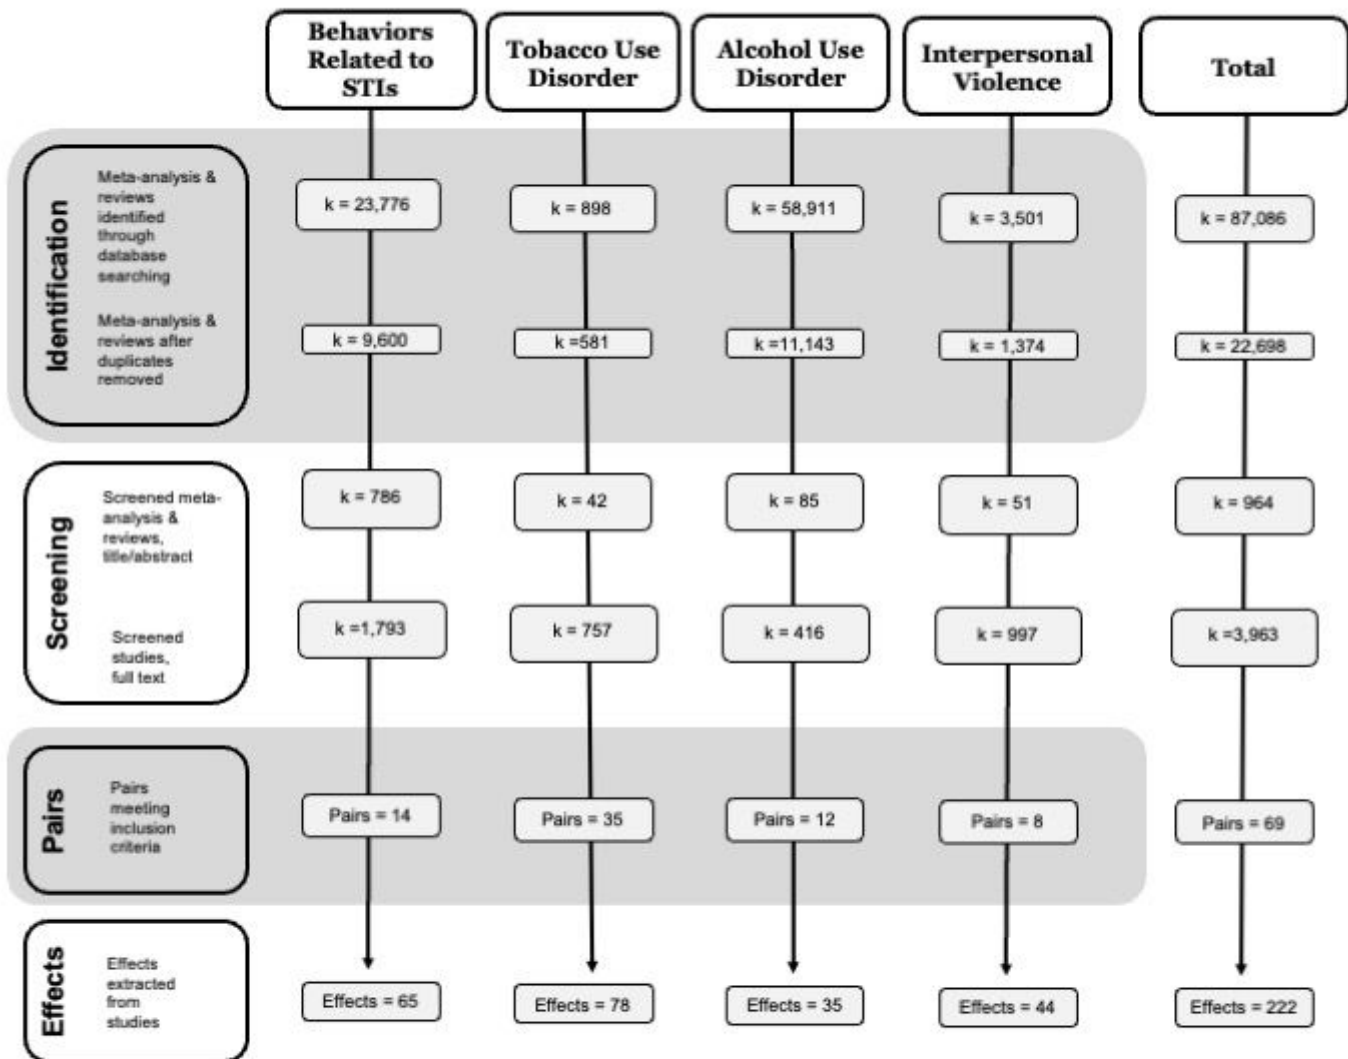 Behaviors
Related to
STIs
Tobacco Use
Disorder
Alcohol Use
Disorder
Interpersonal
Violence
Total
Identification
Meta-analysis &
reviews
identified
through
database
searching
k = 23,776
k = 898
k = 58,911
k = 3,501
k = 87,086
Meta-analysis &
reviews after
duplicates
removed
k = 9,600
k =581
k =11,143
k = 1,374
k = 22,698
Screening
Screened meta-
analysis &
reviews,
title/abstract
k = 786
k = 42
k = 85
k = 51
k = 964
Screened
studies,
full text
k =1,793
k = 757
k = 416
k = 997
k =3,963
Pairs
Pairs
meeting
inclusion
criteria
Pairs = 14
Pairs = 35
Pairs = 12
Pairs = 8
Pairs = 69
Effects
Effects
extracted
from
studies
Effects = 65
Effects = 78
Effects = 35
Effects = 44
Effects = 222